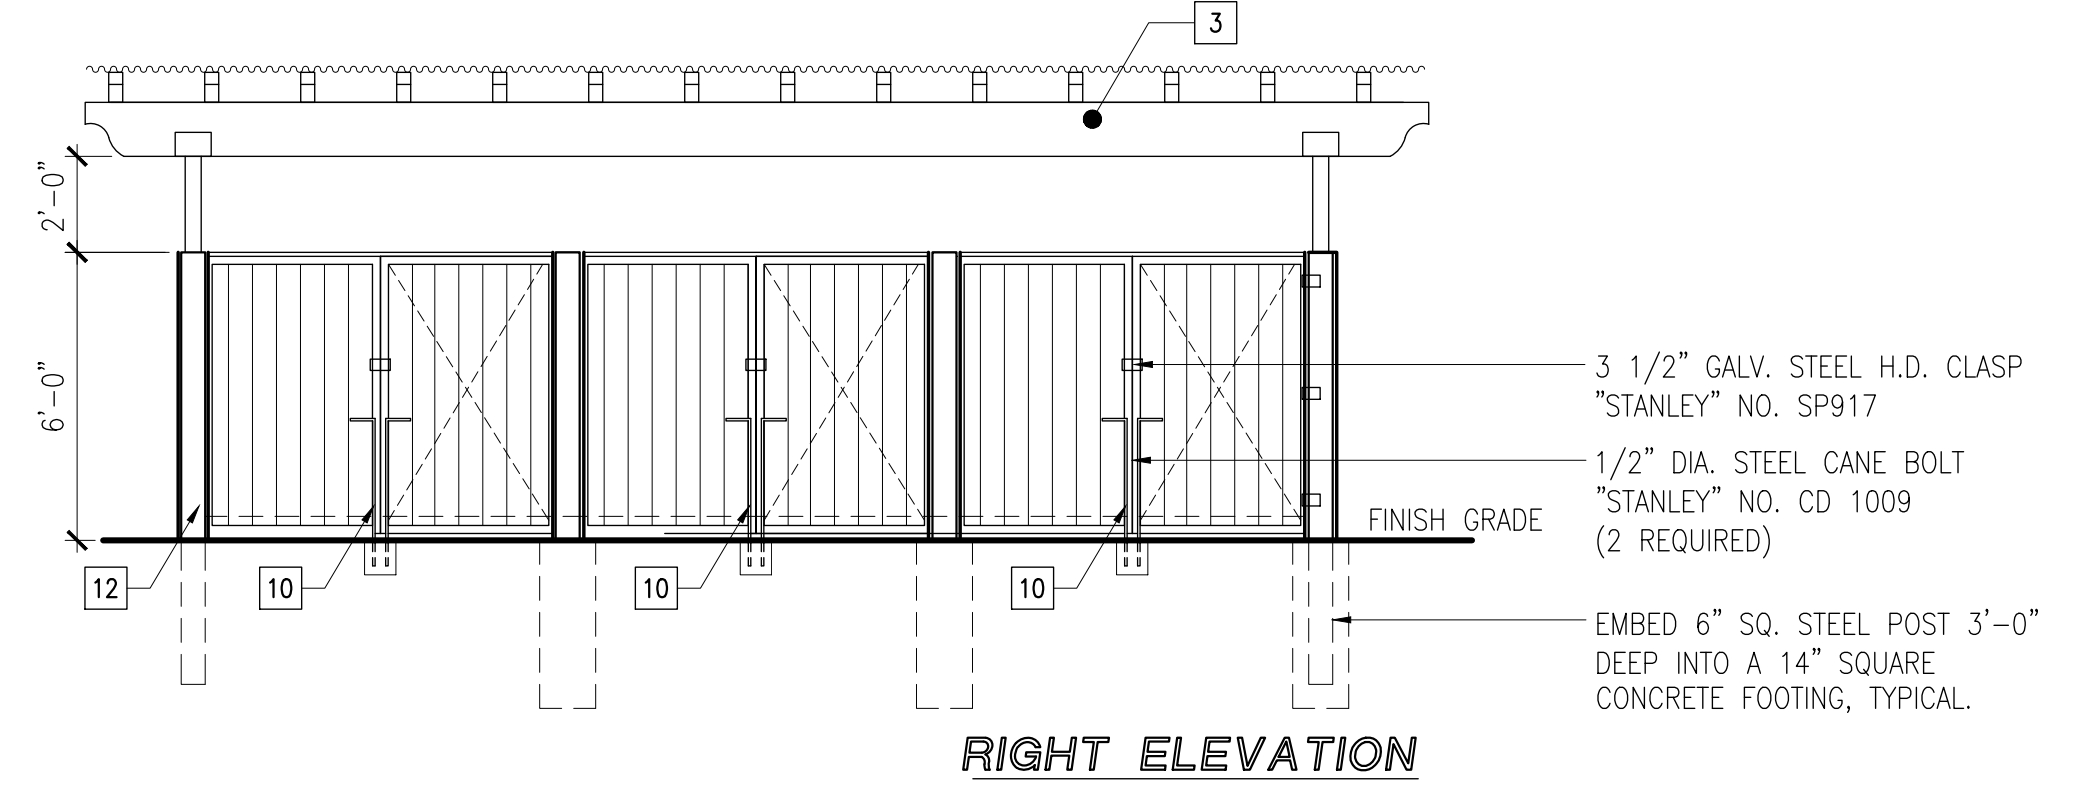 3
2'-0"
6'-0"
3 1/2" GALV. STEEL H.D. CLASP
"STANLEY" NO. SP917
1/2" DIA. STEEL CANE BOLT
"STANLEY" NO. CD 1009
(2 REQUIRED)
FINISH GRADE
12
10
10
10
EMBED 6" SQ. STEEL POST 3'-0"
DEEP INTO A 14" SQUARE
CONCRETE FOOTING, TYPICAL.
RIGHT ELEVATION